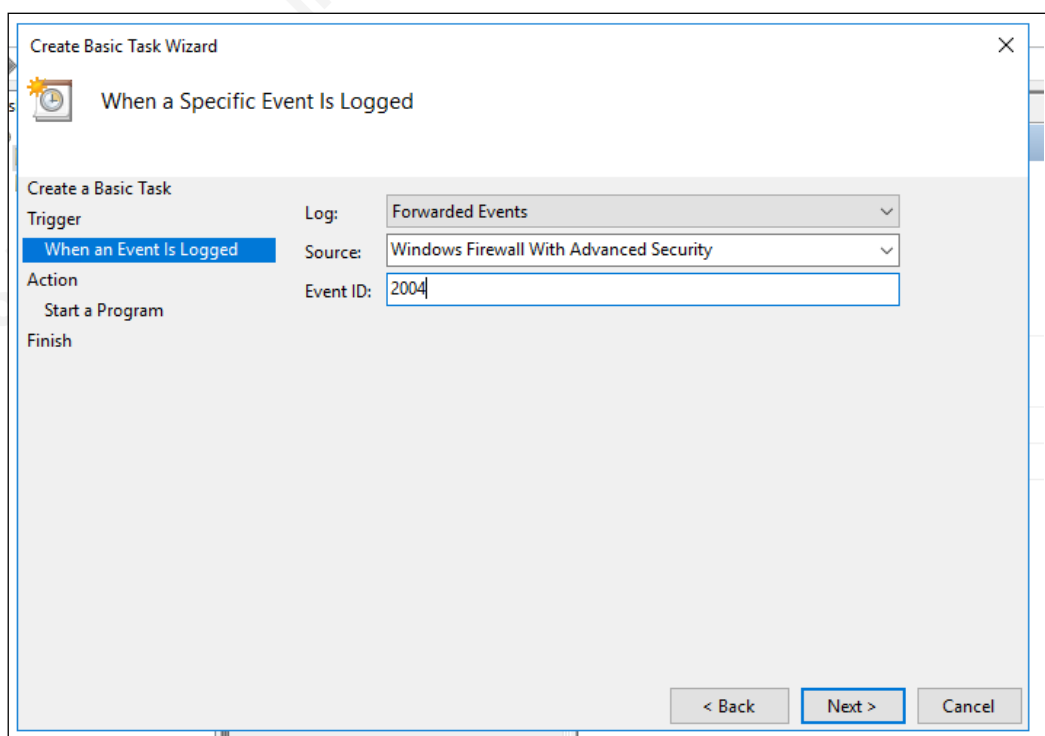 Create Basic Task Wizard
When a Specific Event Is Logged
Create a Basic Task
Trigger
When an Event Is Logged
Action
Start a Program
Finish
Log: Forwarded Events
Source: Windows Firewall With Advanced Security
Event ID: 2004
< Back Next > Cancel